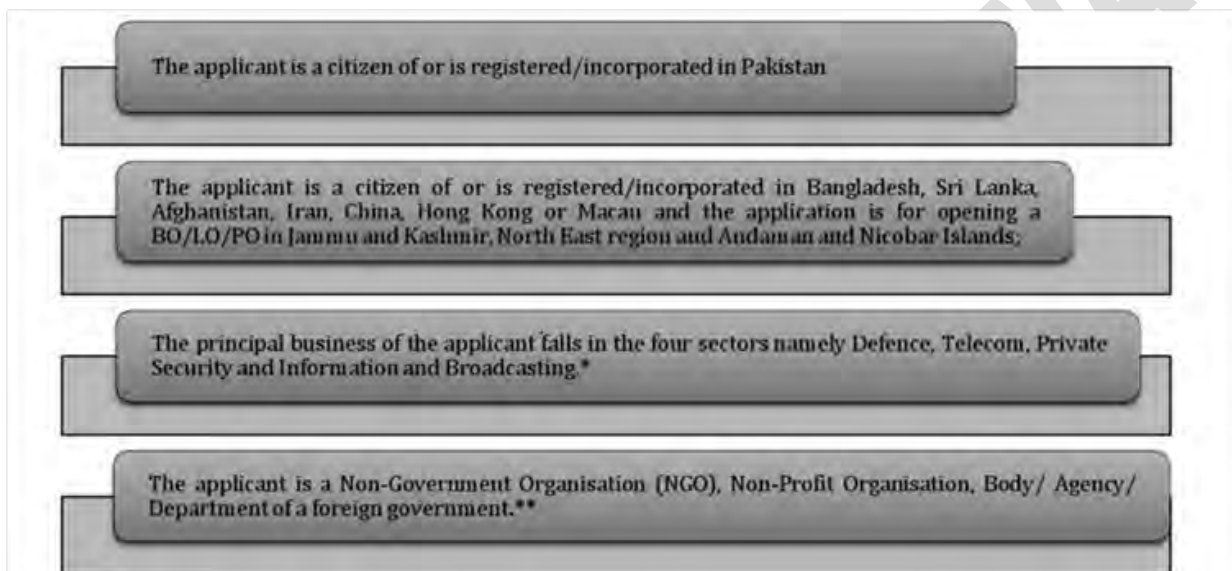 The applicant is a citizen of or is registered/incorporated in Pakistan
The applicant is a citizen of or is registered/incorporated in Bangladesh, Sri Lanka,
Afghanistan, Iran, China, Hong Kong or Macau and the application is for opening a
BO/LO/PO in Jammu and Kashmir, North East region and Andaman and Nicobar Islands;
The principal business of the applicant falls in the four sectors namely Defence, Telecom, Private
Security and Information and Broadcasting.*
The applicant is a Non-Government Organisation (NGO), Non-Profit Organisation, Body/ Agency/
Department of a foreign government.**